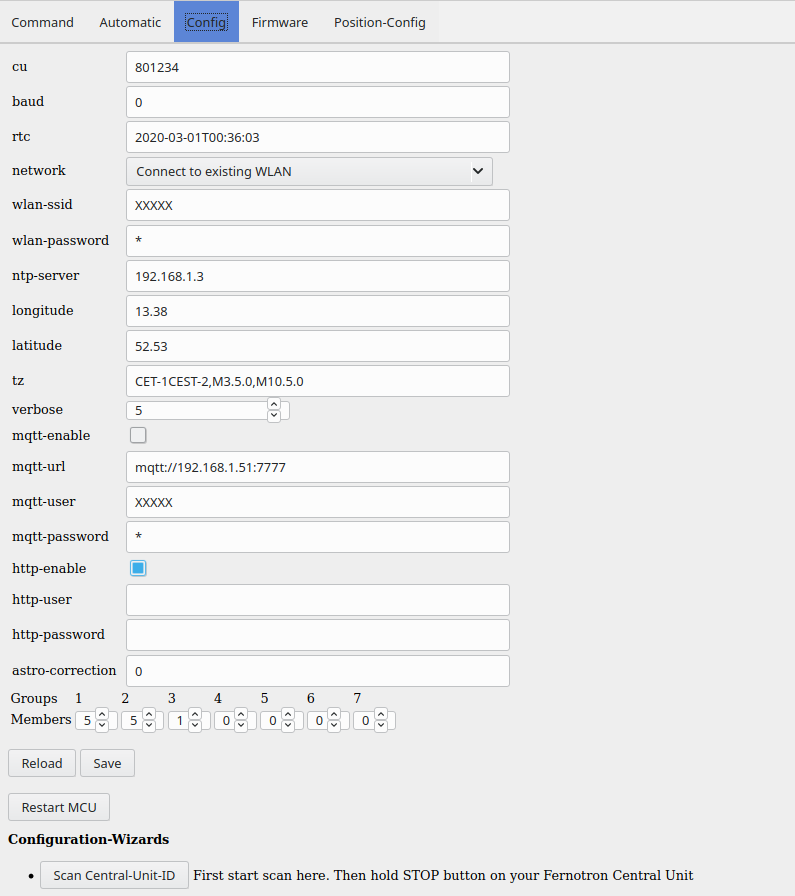 Command Automatic Config Firmware Position-Config
cu 801234
baud 0
rtc 2020-03-01T00:36:03
network Connect to existing WLAN
wlan-ssid XXXXX
wlan-password *
ntp-server 192.168.1.3
longitude 13.38
latitude 52.53
tz CET-1CEST-2,M3.5.0,M10.5.0
verbose 5
mqtt-enable
mqtt-url mqtt://192.168.1.51:7777
mqtt-user XXXXX
mqtt-password *
http-enable
http-user
http-password
astro-correction 0
Groups 1 2 3 4 5 6 7
Members 5 5 1 0 0 0 0
Reload Save
Restart MCU
Configuration-Wizards
• Scan Central-Unit-ID First start scan here. Then hold STOP button on your Fernotron Central Unit